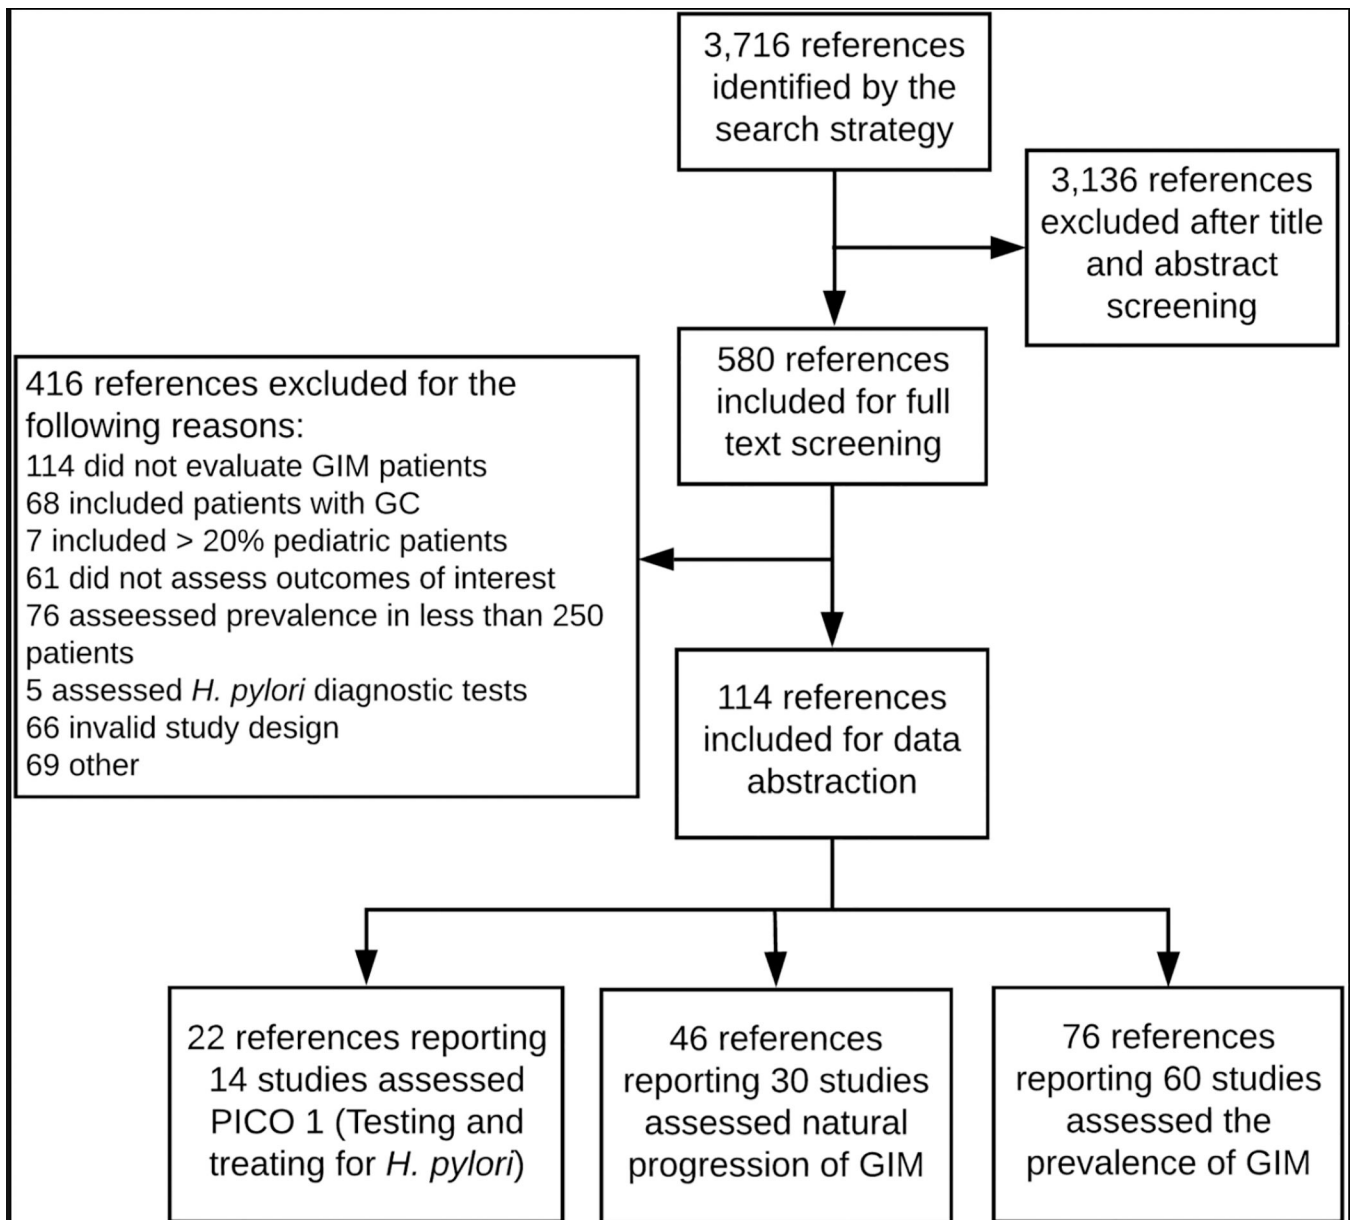 3,716 references
identified by the
search strategy
3,136 references
excluded after title
and abstract
screening
580 references
included for full
text screening
416 references excluded for the
following reasons:
114 did not evaluate GIM patients
68 included patients with GC
7 included > 20% pediatric patients
61 did not assess outcomes of interest
76 asseessed prevalence in less than 250
patients
5 assessed H. pylori diagnostic tests
66 invalid study design
69 other
114 references
included for data
abstraction
22 references reporting
14 studies assessed
PICO 1 (Testing and
treating for H. pylori)
46 references
reporting 30 studies
assessed natural
progression of GIM
76 references
reporting 60 studies
assessed the
prevalence of GIM